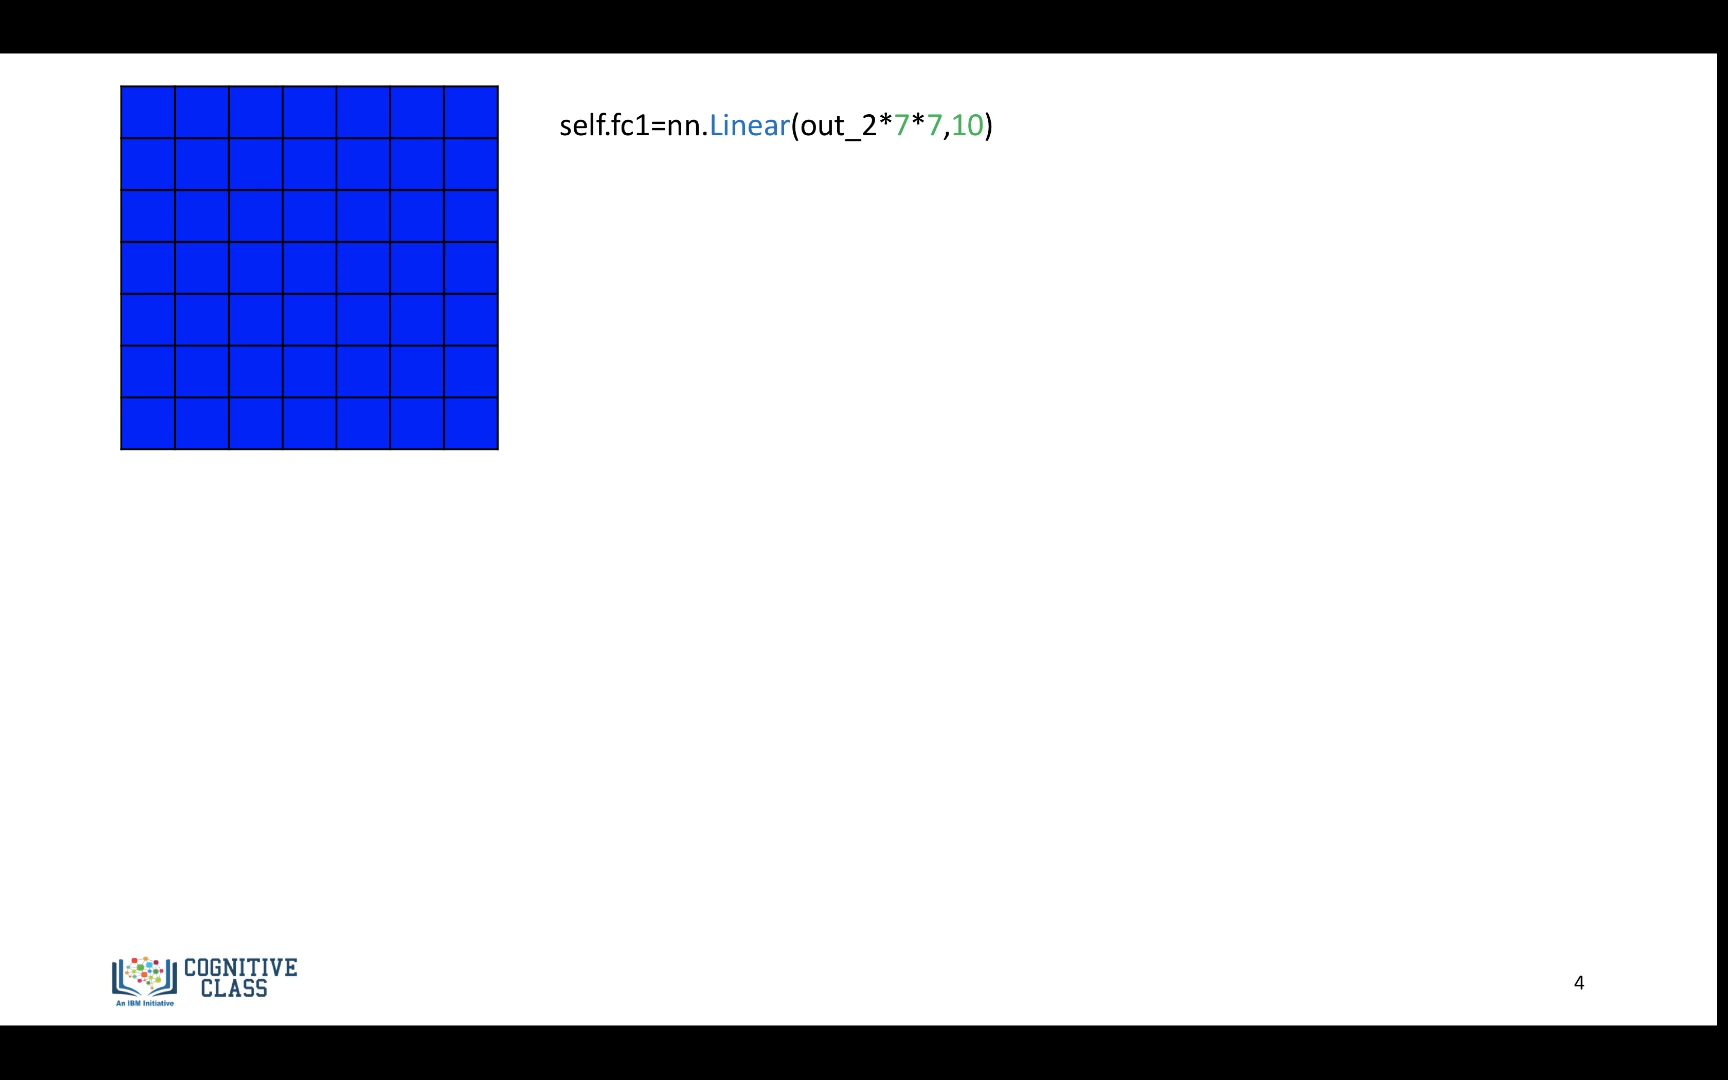 self.fc1=nn.Linear(out_2*7*7,10)
COGNITIVE
CLASS
An IBM Initiative
4